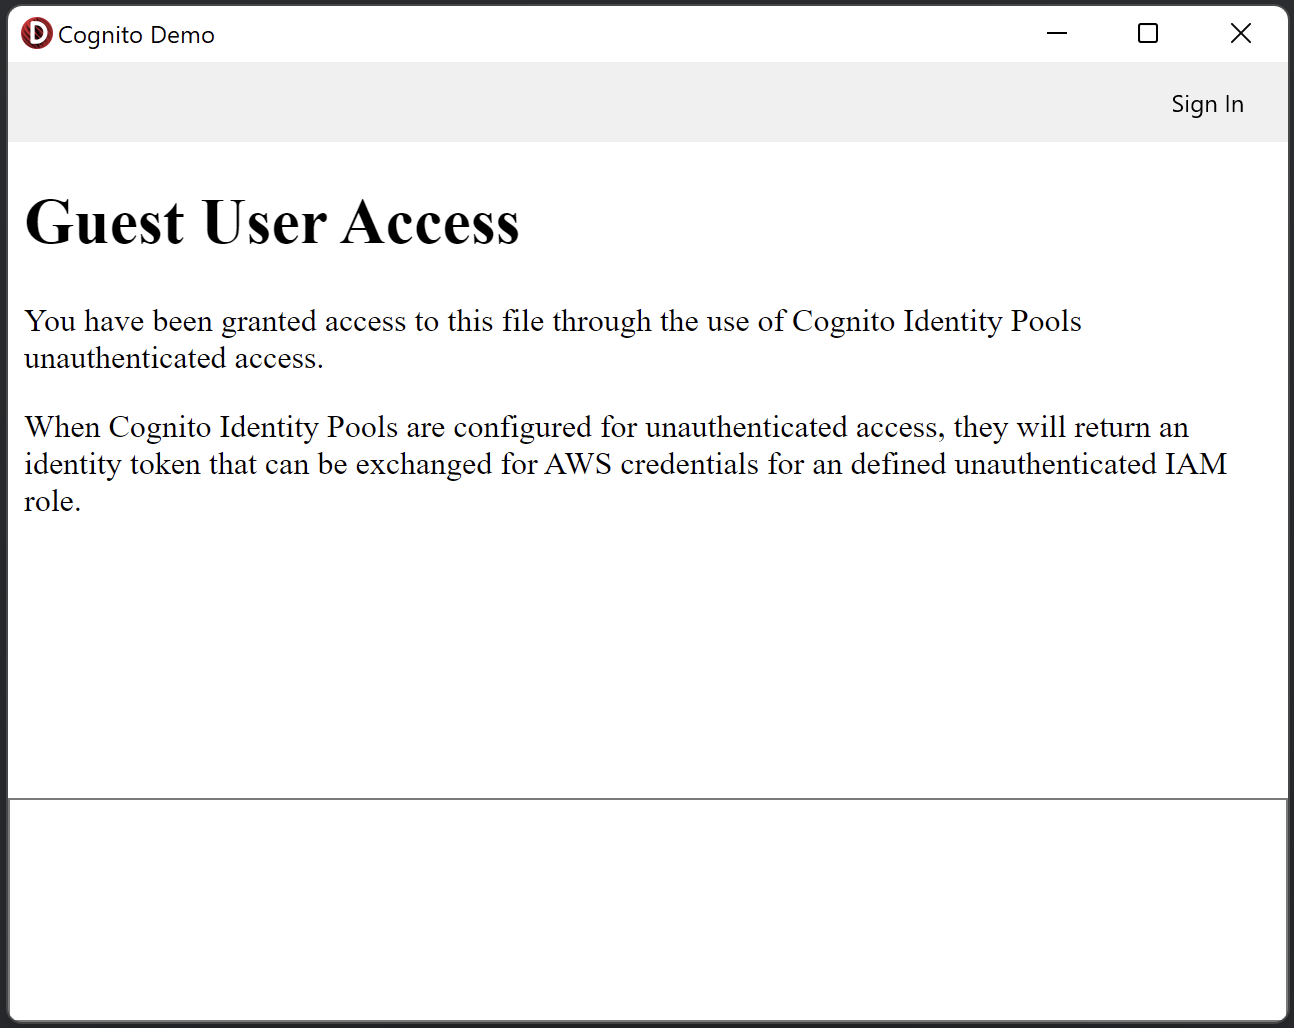 Cognito Demo
Sign In
Guest User Access
You have been granted access to this file through the use of Cognito Identity Pools
unauthenticated access.
When Cognito Identity Pools are configured for unauthenticated access, they will return an
identity token that can be exchanged for AWS credentials for an defined unauthenticated IAM
role.